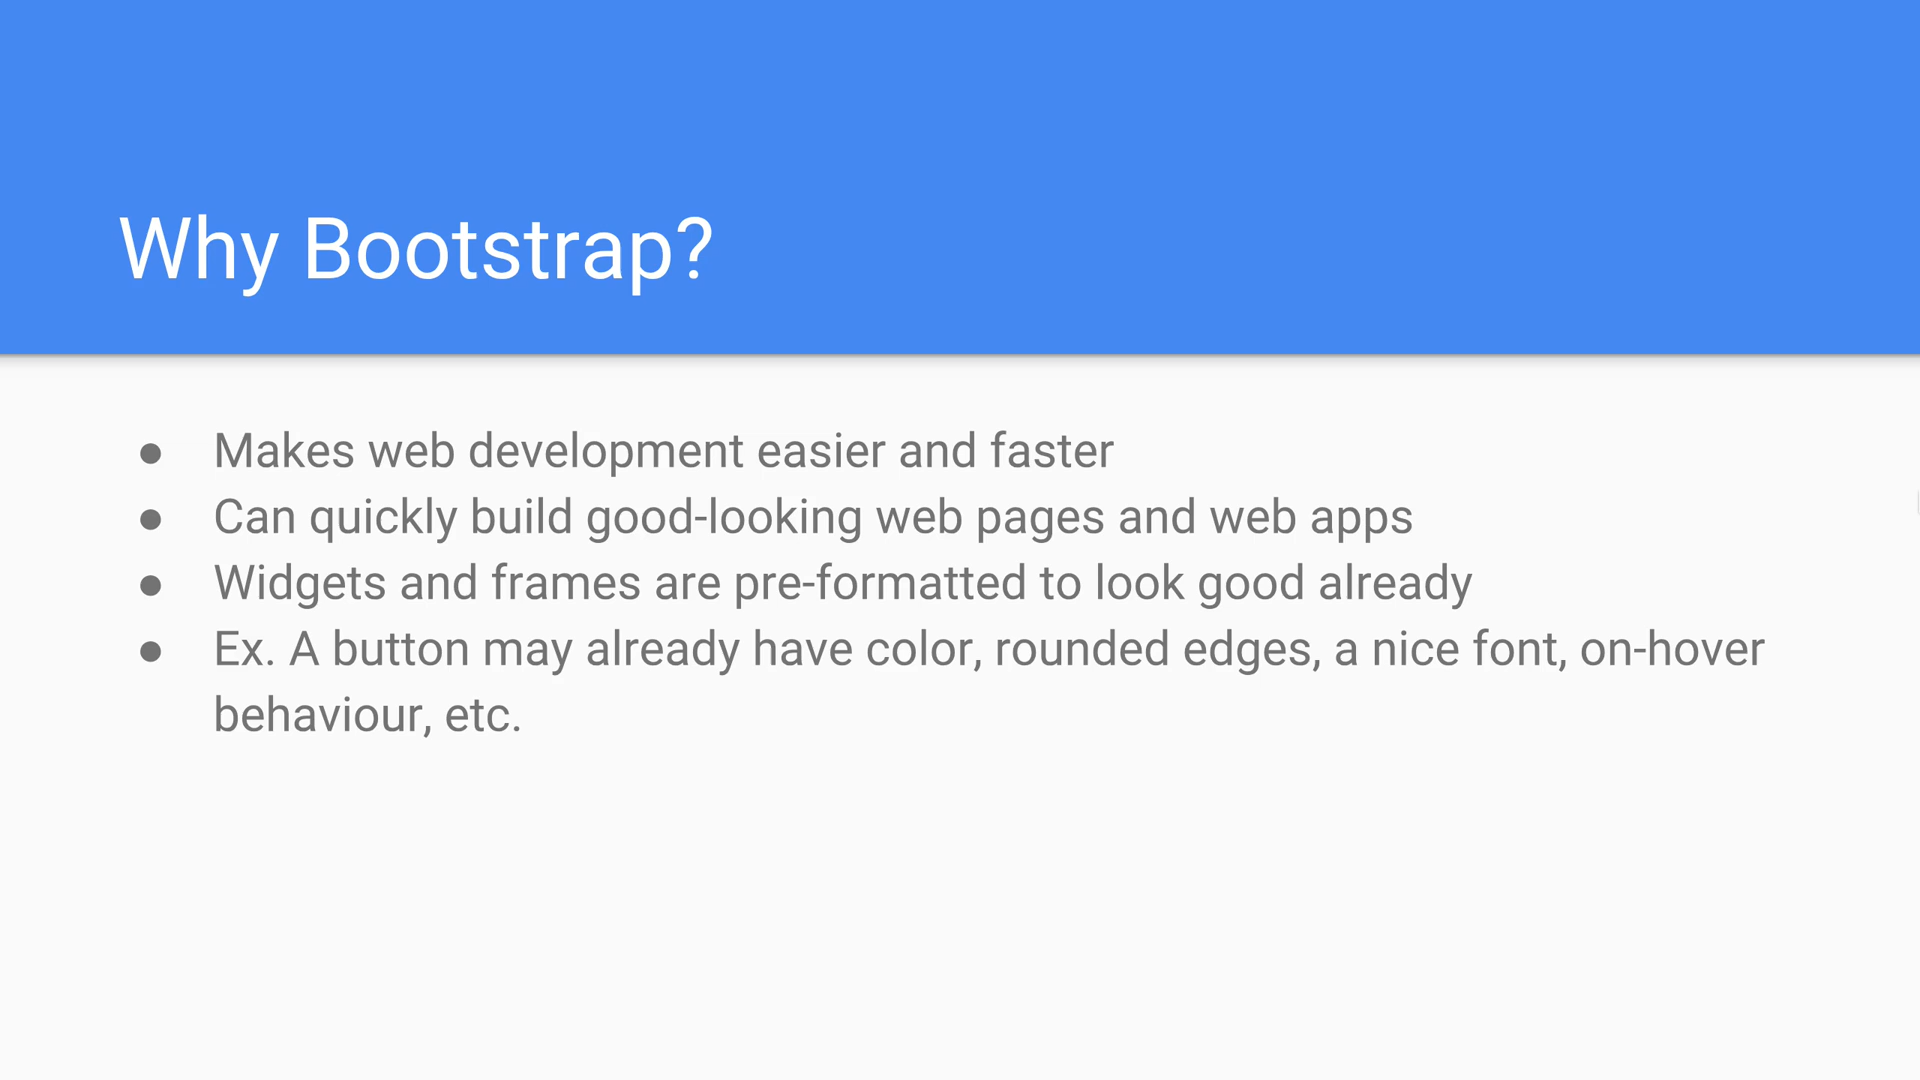 Why Bootstrap?
● Makes web development easier and faster
● Can quickly build good-looking web pages and web apps
● Widgets and frames are pre-formatted to look good already
● Ex. A button may already have color, rounded edges, a nice font, on-hover
behaviour, etc.